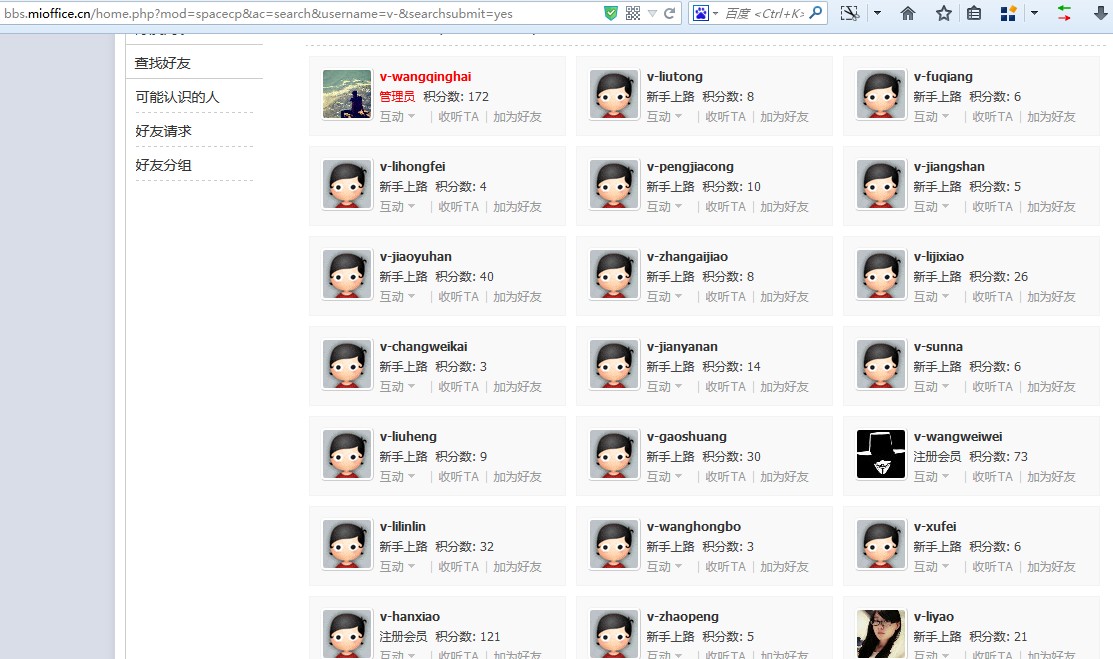 bbs.mioffice.cn/home.php?mod=spacecp&ac=search&username=v-&searchsubmit=yes
百度 <Ctrl+K>
查找好友
可能认识的人
好友请求
好友分组
v-wangqinghai
管理员 积分数: 172
互动 | 收听TA | 加为好友
v-liutong
新手上路 积分数: 8
互动 | 收听TA | 加为好友
v-fuqiang
新手上路 积分数: 6
互动 | 收听TA | 加为好友
v-lihongfei
新手上路 积分数: 4
互动 | 收听TA | 加为好友
v-pengjiacong
新手上路 积分数: 10
互动 | 收听TA | 加为好友
v-jiangshan
新手上路 积分数: 5
互动 | 收听TA | 加为好友
v-jiaoyuhan
新手上路 积分数: 40
互动 | 收听TA | 加为好友
v-zhangaijiao
新手上路 积分数: 8
互动 | 收听TA | 加为好友
v-lijixiao
新手上路 积分数: 26
互动 | 收听TA | 加为好友
v-changweikai
新手上路 积分数: 3
互动 | 收听TA | 加为好友
v-jianyanan
新手上路 积分数: 14
互动 | 收听TA | 加为好友
v-sunna
新手上路 积分数: 6
互动 | 收听TA | 加为好友
v-liuheng
新手上路 积分数: 9
互动 | 收听TA | 加为好友
v-gaoshuang
新手上路 积分数: 30
互动 | 收听TA | 加为好友
v-wangweiwei
注册会员 积分数: 73
互动 | 收听TA | 加为好友
v-lilinlin
新手上路 积分数: 32
互动 | 收听TA | 加为好友
v-wanghongbo
新手上路 积分数: 3
互动 | 收听TA | 加为好友
v-xufei
新手上路 积分数: 6
互动 | 收听TA | 加为好友
v-hanxiao
注册会员 积分数: 121
互动 | 收听TA | 加为好友
v-zhaopeng
新手上路 积分数: 5
互动 | 收听TA | 加为好友
v-liyao
新手上路 积分数: 21
互动 | 收听TA | 加为好友